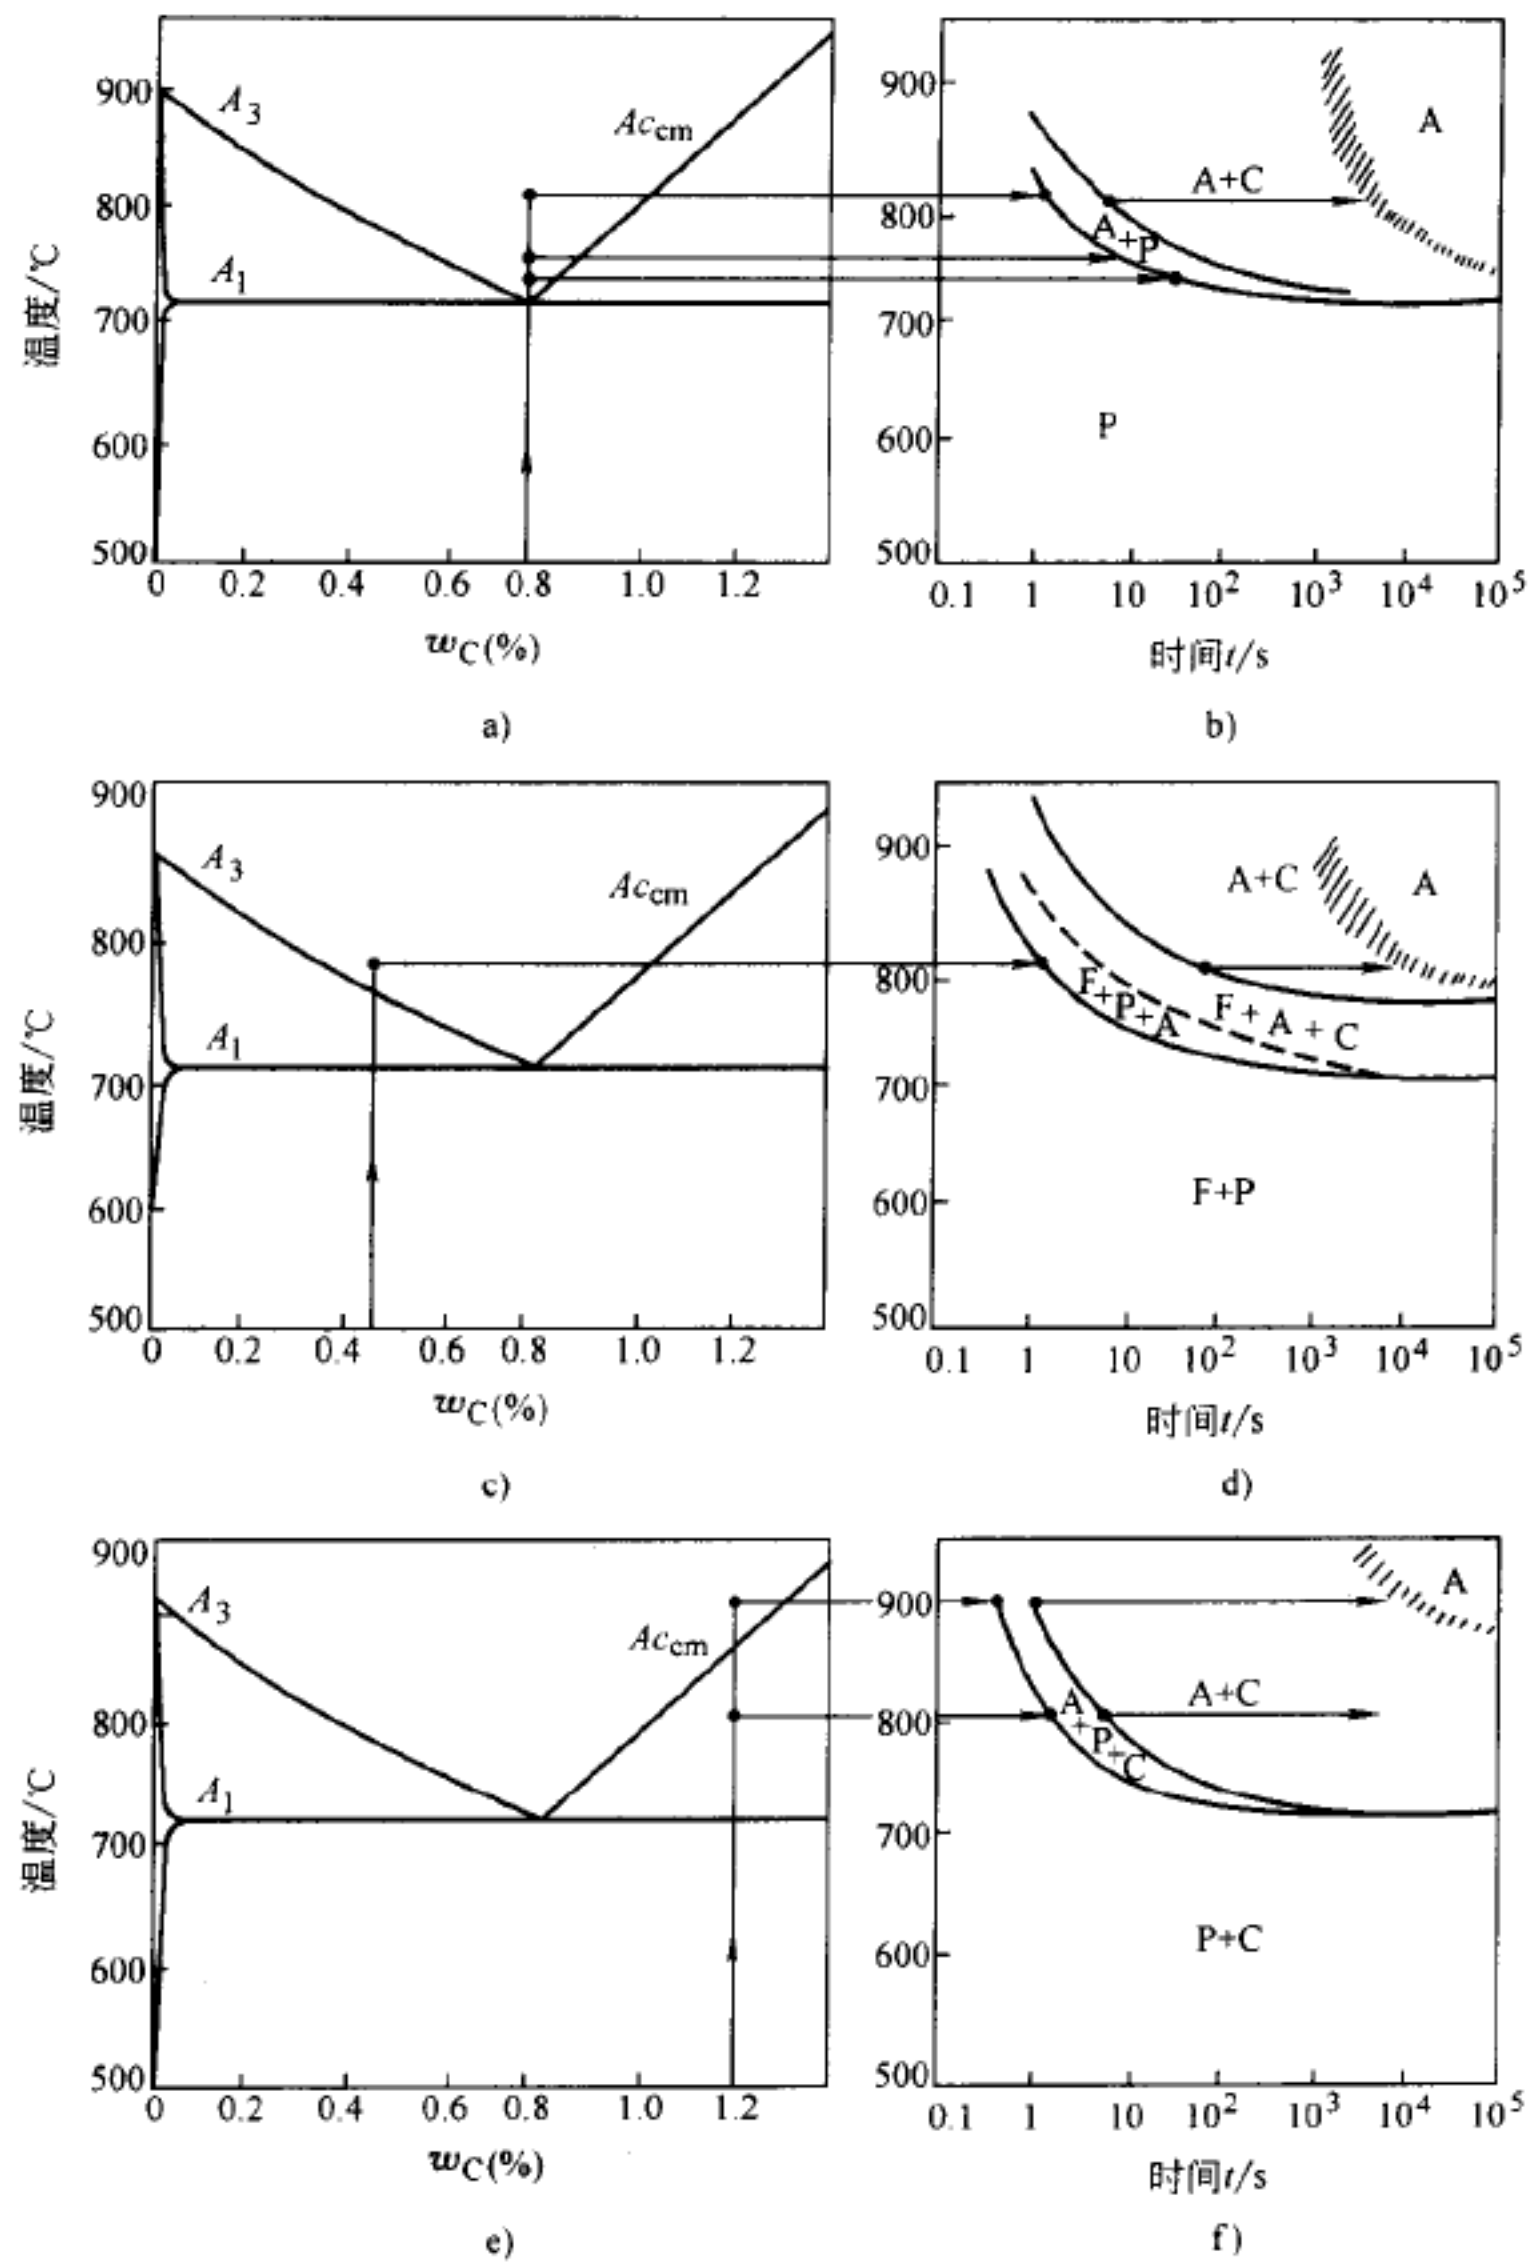 900
800
700
600
500
温度/℃
A3
A1
Accm
0 0.2 0.4 0.6 0.8 1.0 1.2
wC(%)
a)
900
800
700
600
500
A+P
A+C
A
P
0.1 1 10 10² 10³ 10⁴ 10⁵
时间t/s
b)
900
800
700
600
500
温度/℃
A3
A1
Accm
0 0.2 0.4 0.6 0.8 1.0 1.2
wC(%)
c)
900
800
700
600
500
A+C
A
F+P+A
F+A+C
F+P
0.1 1 10 10² 10³ 10⁴ 10⁵
时间t/s
d)
900
800
700
600
500
温度/℃
A3
A1
Accm
0 0.2 0.4 0.6 0.8 1.0 1.2
wC(%)
e)
900
800
700
600
500
A
A+C
A+P+C
P+C
0.1 1 10 10² 10³ 10⁴ 10⁵
时间t/s
f)